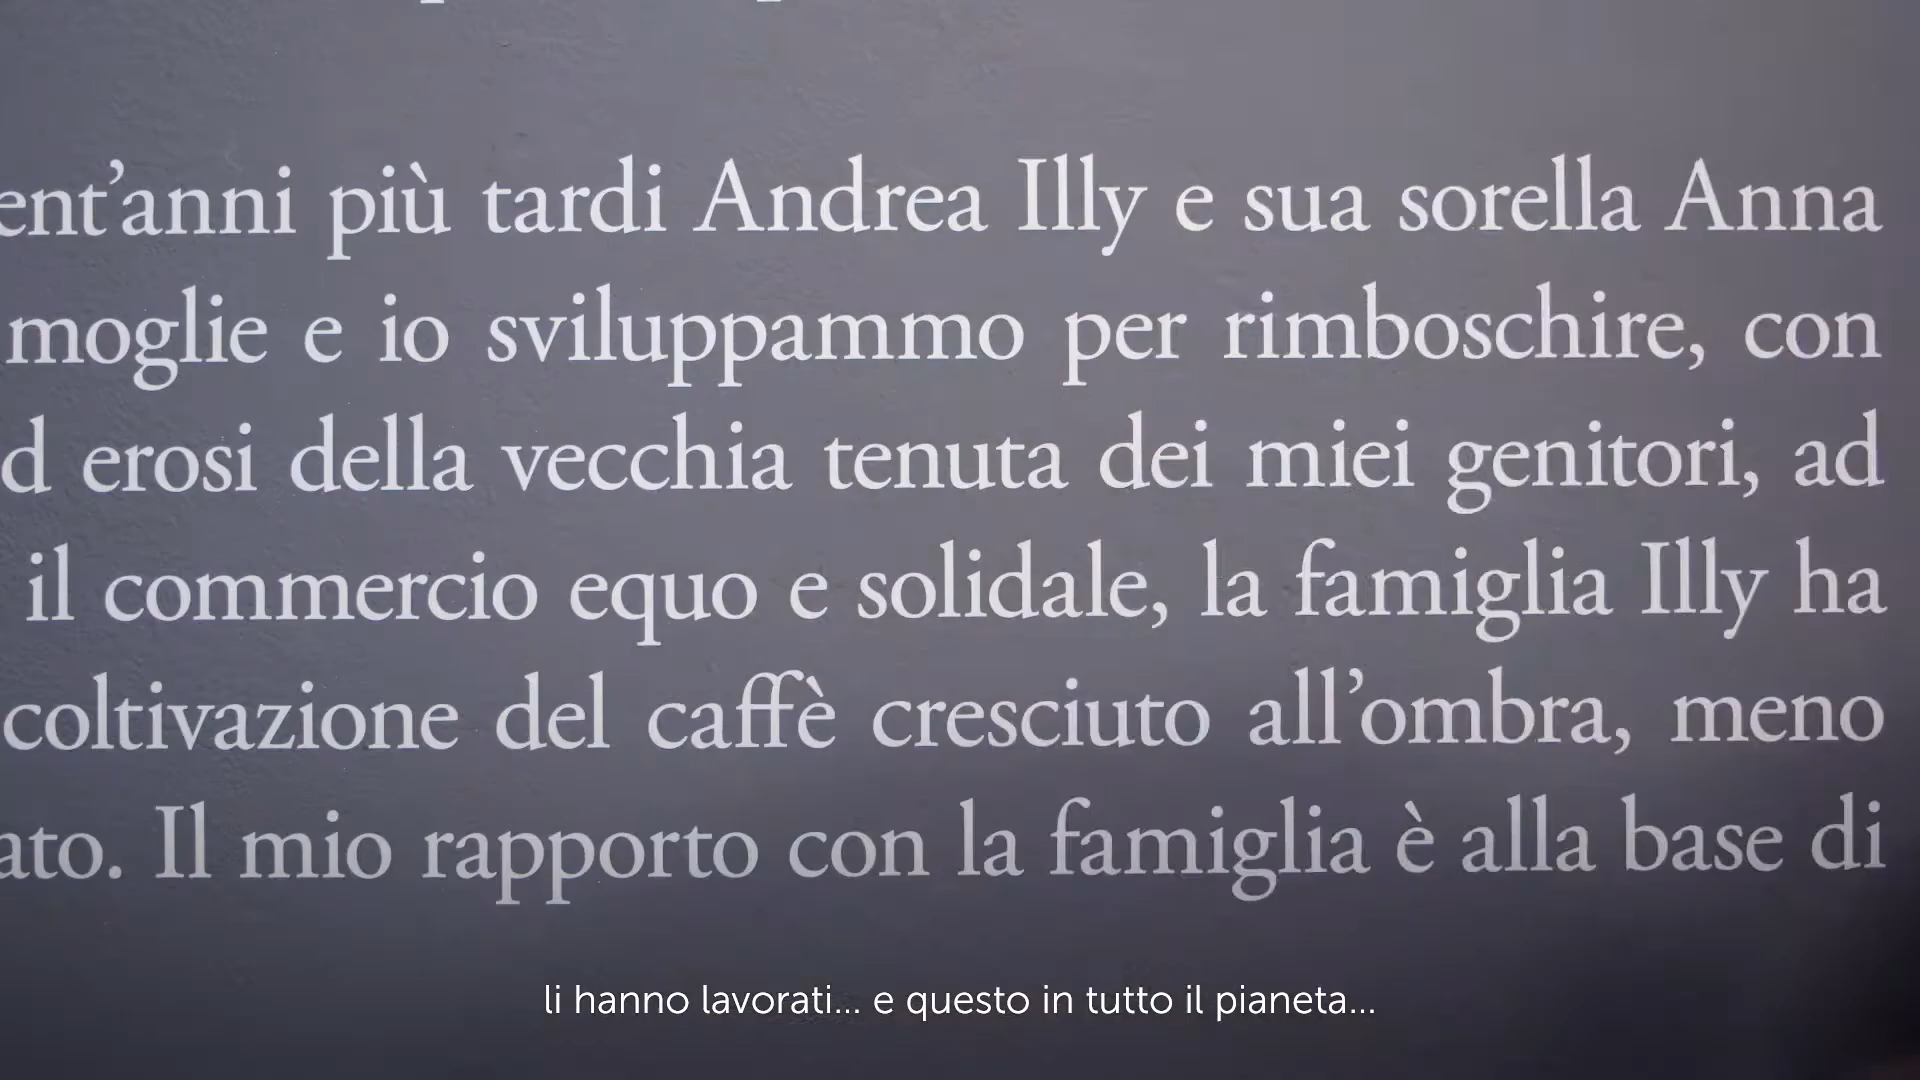 ent'anni più tardi Andrea Illy e sua sorella Anna
moglie e io sviluppammo per rimboschire, con
d erosi della vecchia tenuta dei miei genitori, ad
il commercio equo e solidale, la famiglia Illy ha
coltivazione del caffè cresciuto all'ombra, meno
ato. Il mio rapporto con la famiglia è alla base di
li hanno lavorati... e questo in tutto il pianeta...